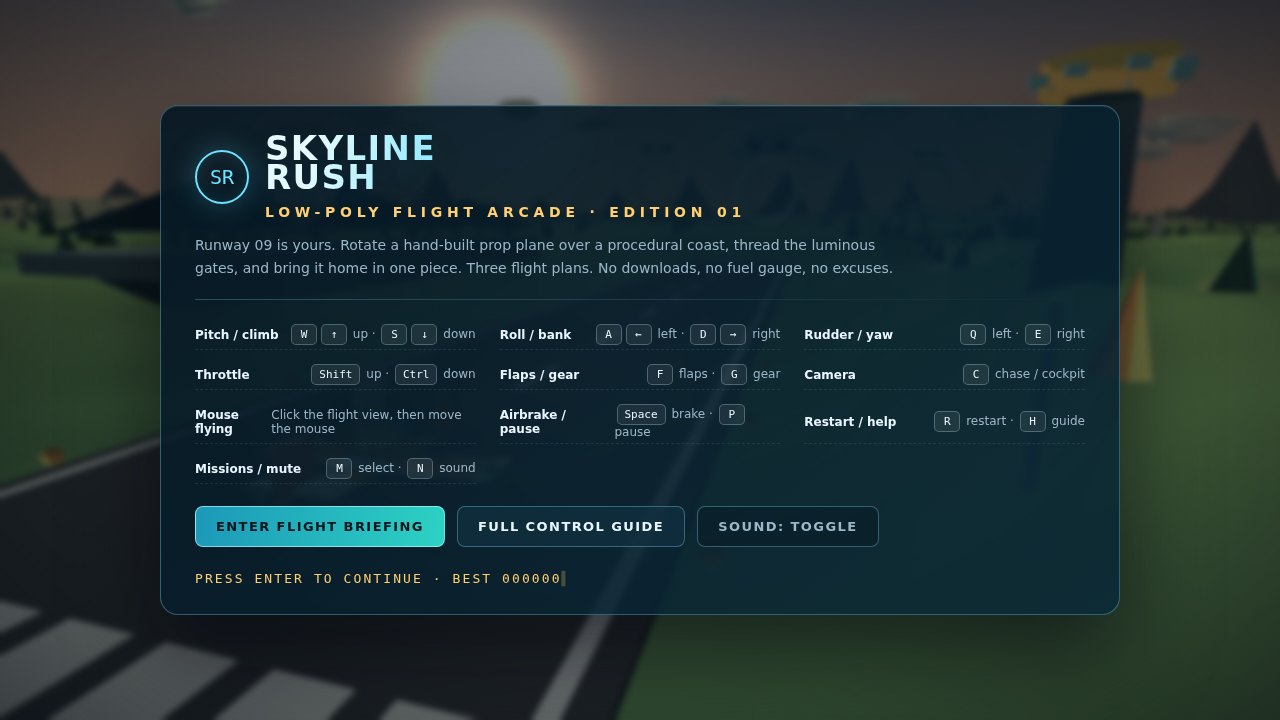 SR
SKYLINE
RUSH
LOW-POLY FLIGHT ARCADE · EDITION 01
Runway 09 is yours. Rotate a hand-built prop plane over a procedural coast, thread the luminous
gates, and bring it home in one piece. Three flight plans. No downloads, no fuel gauge, no excuses.
Pitch / climb W ↑ up · S ↓ down
Roll / bank A ← left · D → right
Rudder / yaw Q left · E right
Throttle Shift up · Ctrl down
Flaps / gear F flaps · G gear
Camera C chase / cockpit
Mouse
flying
Click the flight view, then move
the mouse
Airbrake /
pause
Space brake · P
pause
Restart / help R restart · H guide
Missions / mute M select · N sound
ENTER FLIGHT BRIEFING
FULL CONTROL GUIDE
SOUND: TOGGLE
PRESS ENTER TO CONTINUE · BEST 000000